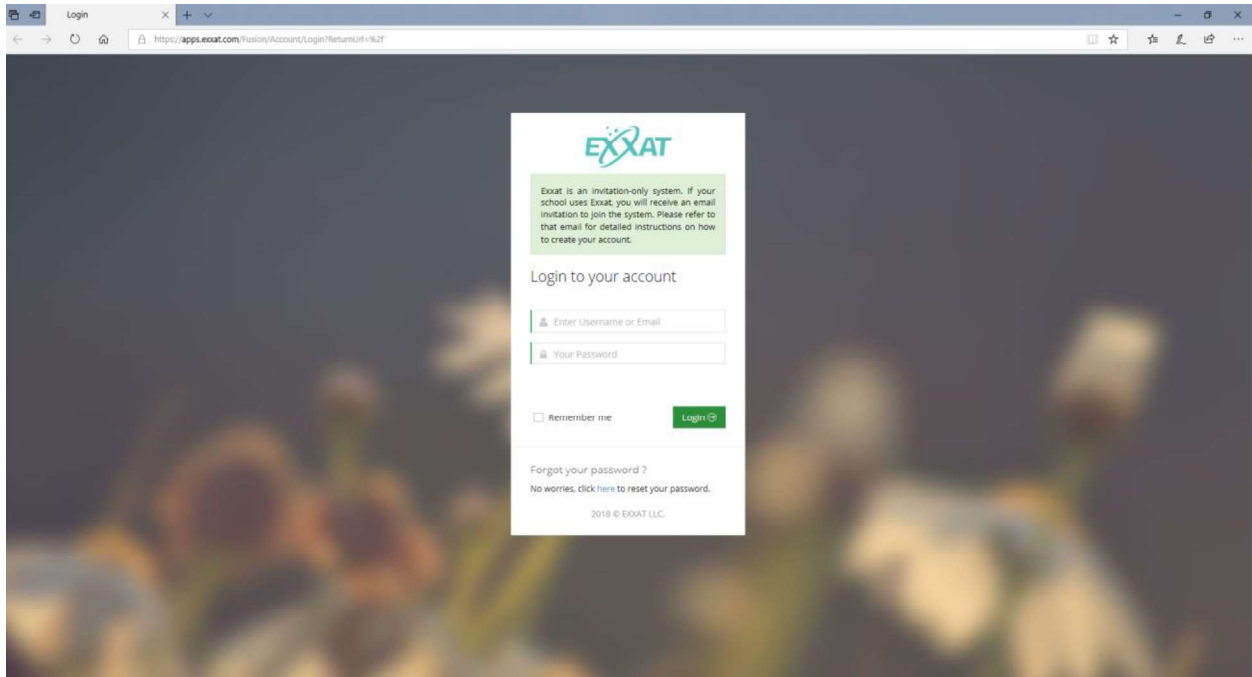 Login
https://apps.exxat.com/Fusion/Account/Login?ReturnUrl=%2f
EXXAT
Exxat is an invitation-only system. If your
school uses Exxat, you will receive an email
invitation to join the system. Please refer to
that email for detailed instructions on how
to create your account.
Login to your account
Enter Username or Email
Your Password
Remember me
Login
Forgot your password ?
No worries, click here to reset your password.
2018 © EXXAT LLC.